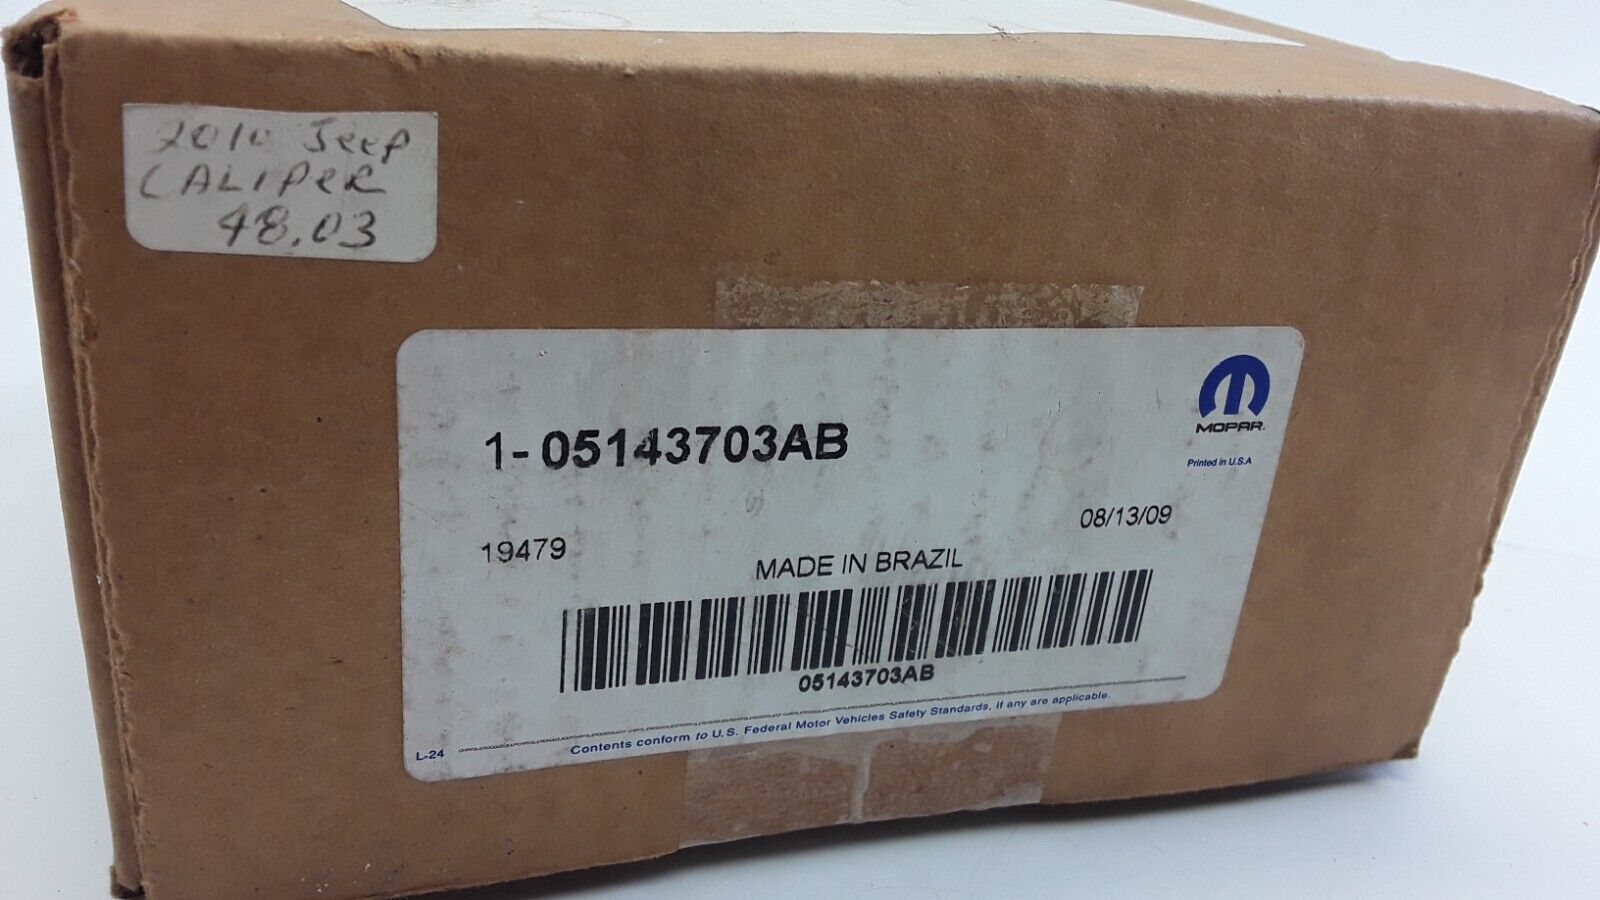 2010 Jeep
CALIPER
48.03
MOPAR.
Printed in U.S.A
1-05143703AB
08/13/09
19479
MADE IN BRAZIL
05143703AB
Contents conform to U.S. Federal Motor Vehicles Safety Standards, if any are applicable.
L-24